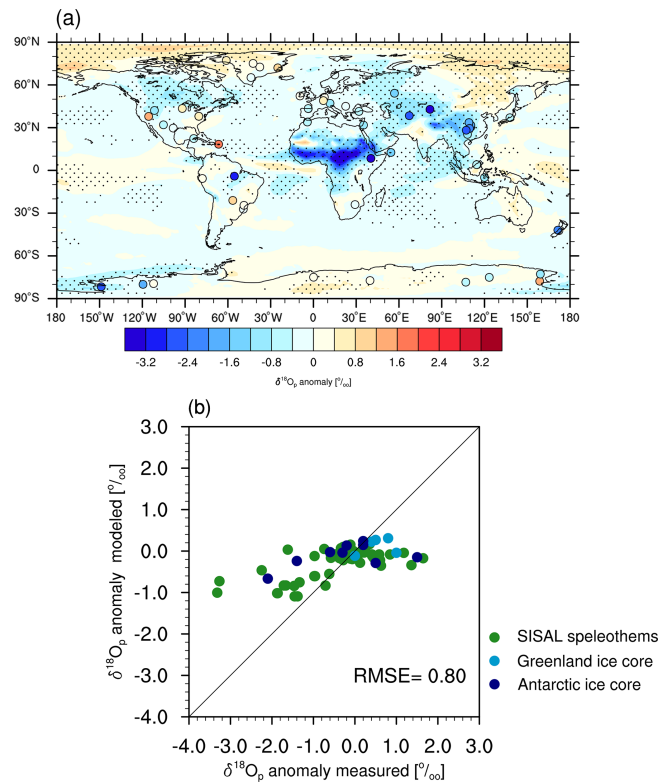 (a)
90°N
60°N
30°N
0
30°S
60°S
90°S
180 150°W 120°W 90°W 60°W 30°W 0 30°E 60°E 90°E 120°E 150°E 180
-3.2 -2.4 -1.6 -0.8 0 0.8 1.6 2.4 3.2
δ¹⁸Oₚ anomaly [°/ₒₒ]
(b)
3.0
2.0
1.0
0.0
-1.0
-2.0
-3.0
-4.0
δ¹⁸Oₚ anomaly modeled [°/ₒₒ]
RMSE= 0.80
-4.0 -3.0 -2.0 -1.0 0.0 1.0 2.0 3.0
δ¹⁸Oₚ anomaly measured [°/ₒₒ]
SISAL speleothems
Greenland ice core
Antarctic ice core